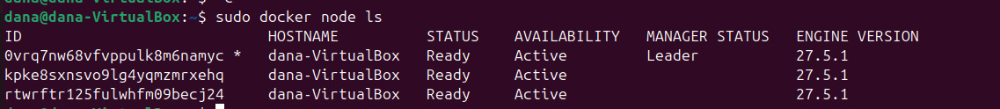 dana@dana-VirtualBox:~$ sudo docker node ls
ID                            HOSTNAME          STATUS    AVAILABILITY   MANAGER STATUS   ENGINE VERSION
0vrq7nw68vfvppulk8m6namyc *   dana-VirtualBox   Ready     Active         Leader           27.5.1
kpke8sxnsvo9lg4yqmzmrxehq     dana-VirtualBox   Ready     Active                          27.5.1
rtwrftr125fulwhfm09becj24     dana-VirtualBox   Ready     Active                          27.5.1